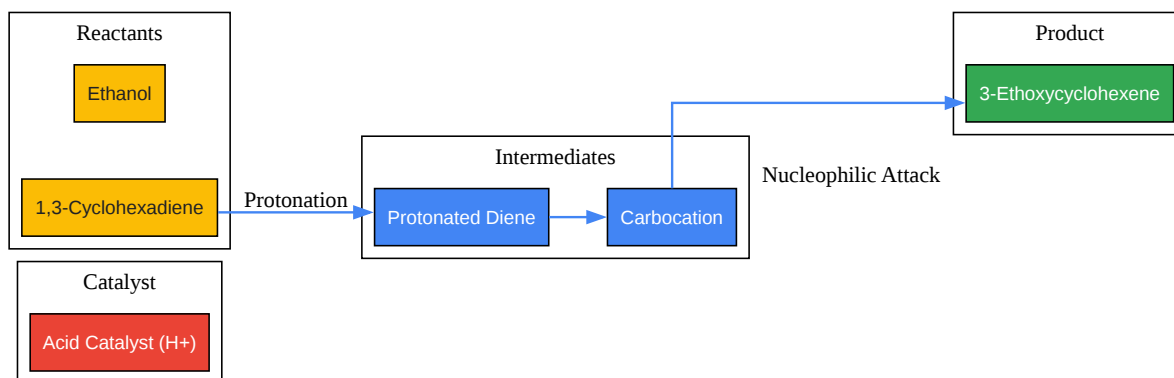 Reactants
Ethanol
1,3-Cyclohexadiene
Protonation
Catalyst
Acid Catalyst (H+)
Intermediates
Protonated Diene
Carbocation
Nucleophilic Attack
Product
3-Ethoxycyclohexene